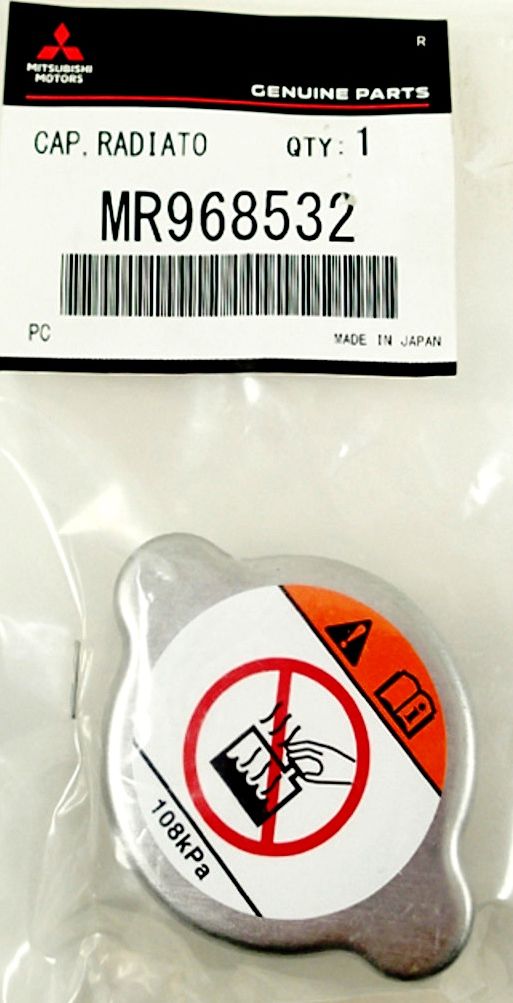 R
MITSUBISHI
MOTORS
GENUINE PARTS
CAP, RADIATO QTY: 1
MR968532
PC
MADE IN JAPAN
108kPa